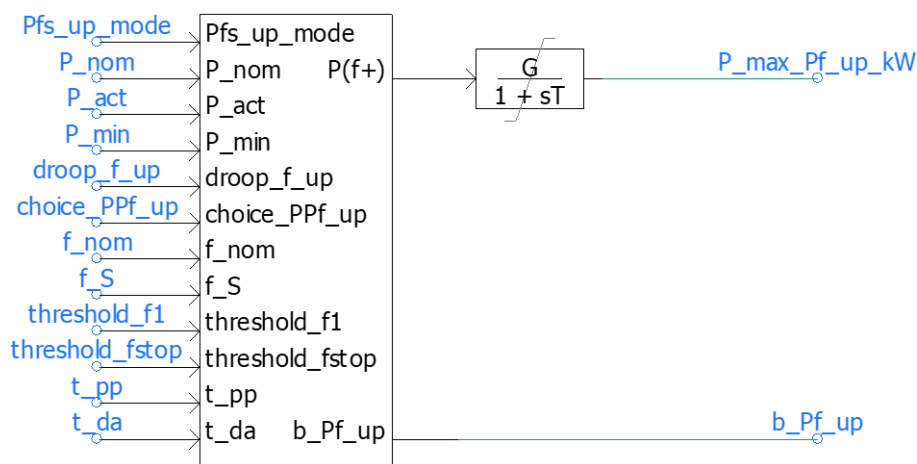 Pfs_up_mode
Pfs_up_mode
P_nom
P_nom
P(f+)
G
1 + sT
P_max_Pf_up_kW
P_act
P_act
P_min
P_min
droop_f_up
droop_f_up
choice_PPf_up
choice_PPf_up
f_nom
f_nom
f_S
f_S
threshold_f1
threshold_f1
threshold_fstop
threshold_fstop
t_pp
t_pp
t_da
t_da
b_Pf_up
b_Pf_up